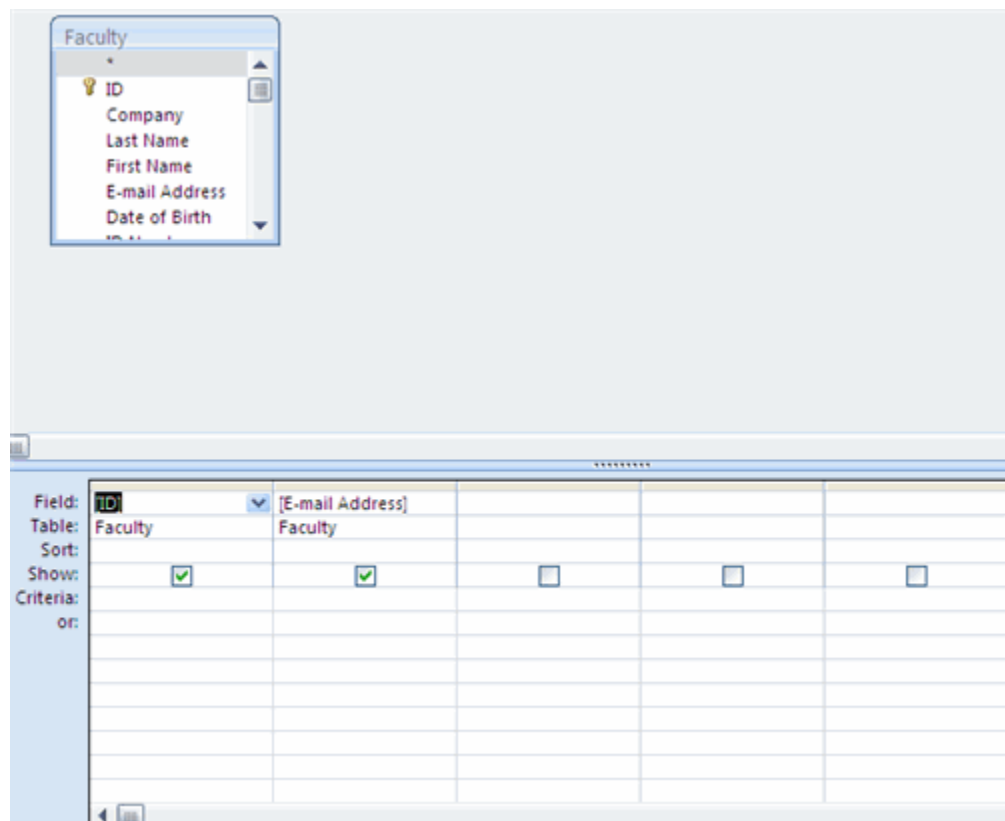 Faculty
*
ID
Company
Last Name
First Name
E-mail Address
Date of Birth
Field: [ID] [E-mail Address]
Table: Faculty Faculty
Sort:
Show:
Criteria:
or: